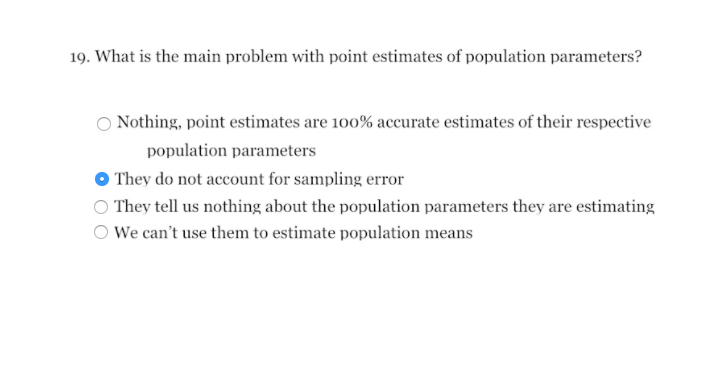 19. What is the main problem with point estimates of population parameters?
Nothing, point estimates are 100% accurate estimates of their respective
population parameters
They do not account for sampling error
They tell us nothing about the population parameters they are estimating
We can’t use them to estimate population means